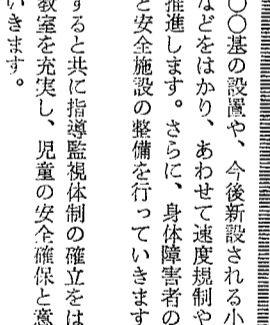 〇〇基の設置や、今後新設される小
などをはかり、あわせて速度規制や
推進します。さらに、身体障害者の
と安全施設の整備を行っていきます
すると共に指導監視体制の確立をは
教室を充実し、児童の安全確保と意
いきます。